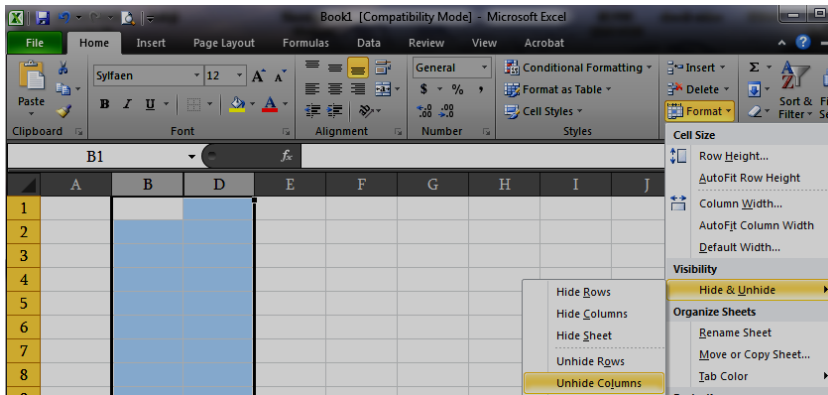 Book1 [Compatibility Mode] - Microsoft Excel
File Home Insert Page Layout Formulas Data Review View Acrobat
Paste
Clipboard
Sylfaen 12 A A
B I U A
Font
Alignment
General
$ % ,
.00
Number
Conditional Formatting
Format as Table
Cell Styles
Styles
Insert
Delete
Format
Σ
Sort &
Filter
B1 fx
A B D E F G H I J
1
2
3
4
5
6
7
8
Cell Size
Row Height...
AutoFit Row Height
Column Width...
AutoFit Column Width
Default Width...
Visibility
Hide & Unhide
Organize Sheets
Rename Sheet
Move or Copy Sheet...
Tab Color
Hide Rows
Hide Columns
Hide Sheet
Unhide Rows
Unhide Columns